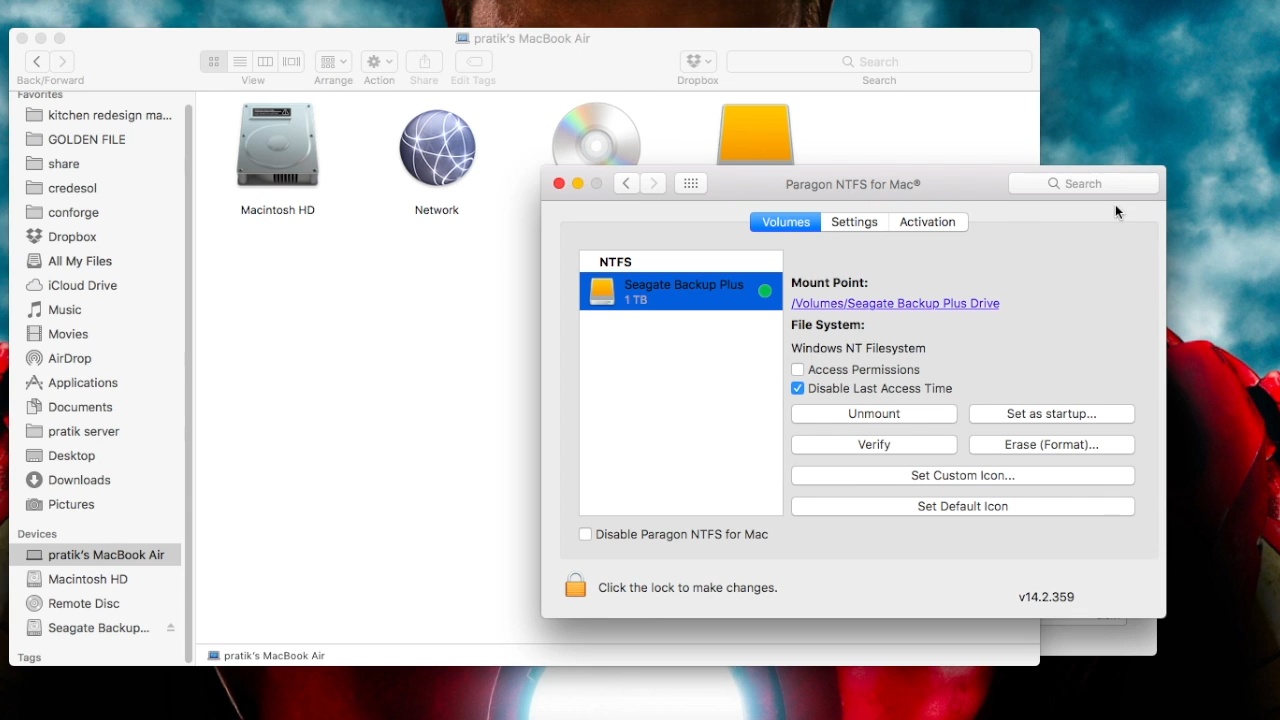 pratik's MacBook Air
Back/Forward
View
Arrange
Action
Share
Edit Tags
Dropbox
Search
Search
Favorites
kitchen redesign ma...
GOLDEN FILE
share
credesol
conforge
Dropbox
All My Files
iCloud Drive
Music
Movies
AirDrop
Applications
Documents
pratik server
Desktop
Downloads
Pictures
Devices
pratik's MacBook Air
Macintosh HD
Remote Disc
Seagate Backup...
Tags
Macintosh HD
Network
pratik's MacBook Air
Paragon NTFS for Mac®
Search
Volumes
Settings
Activation
NTFS
Seagate Backup Plus
1 TB
Mount Point:
/Volumes/Seagate Backup Plus Drive
File System:
Windows NT Filesystem
Access Permissions
Disable Last Access Time
Unmount
Set as startup...
Verify
Erase (Format)...
Set Custom Icon...
Set Default Icon
Disable Paragon NTFS for Mac
Click the lock to make changes.
v14.2.359